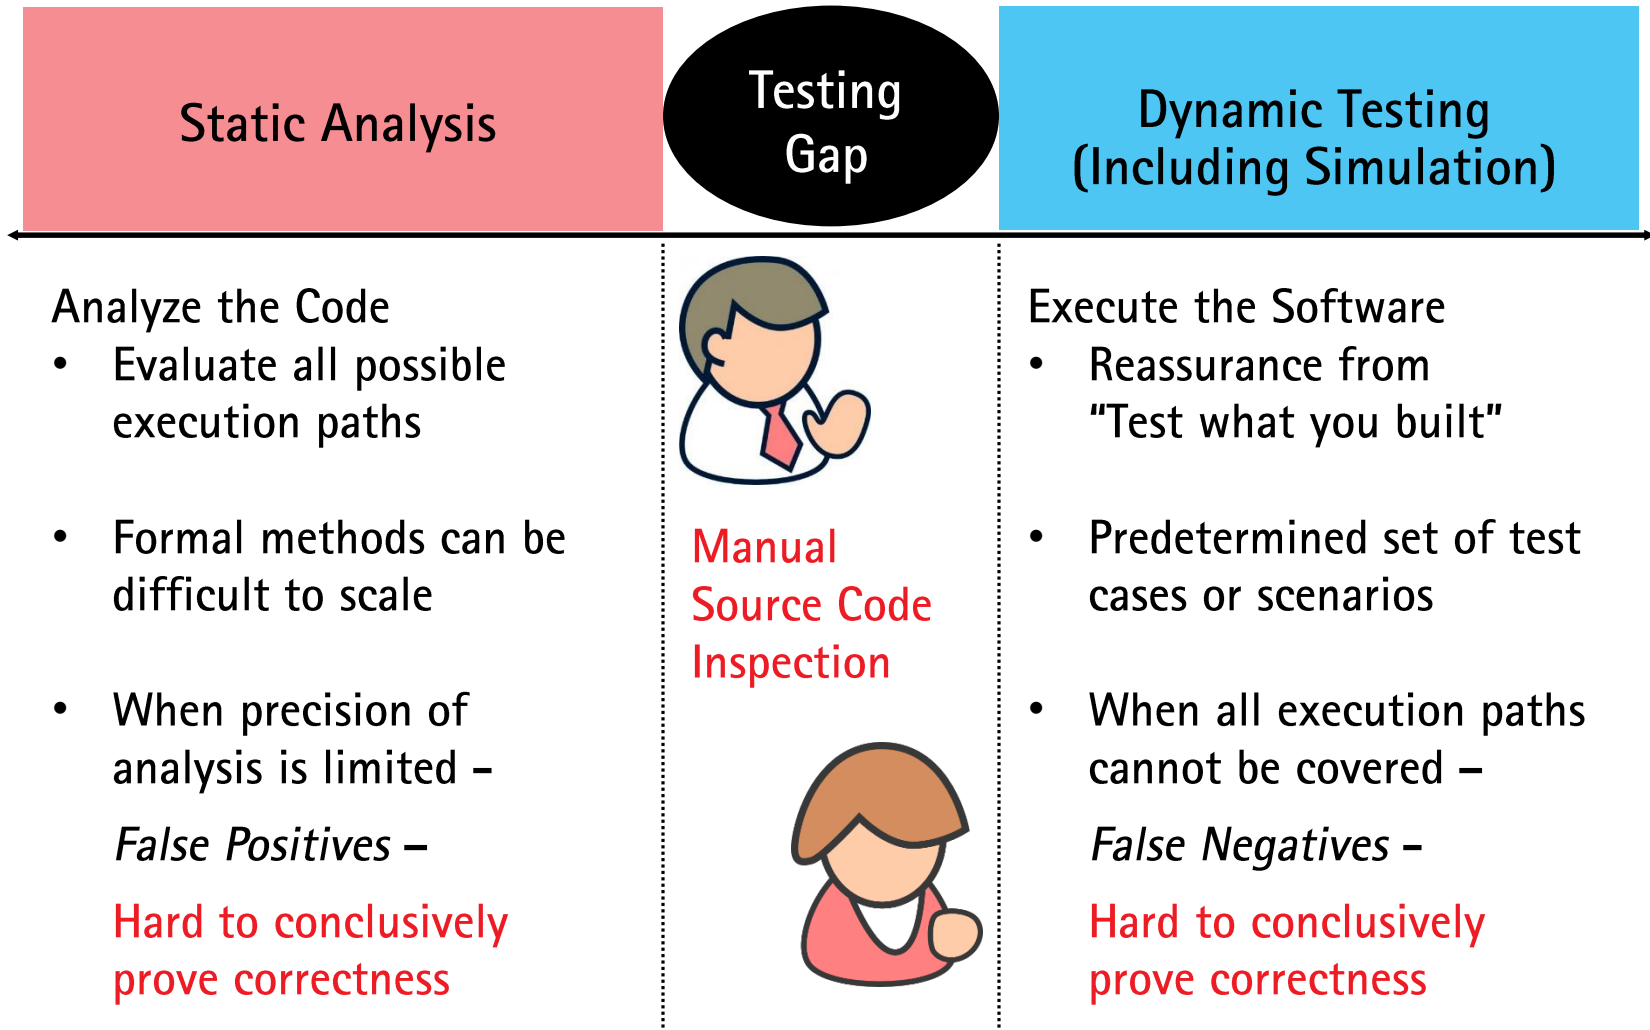 Static Analysis
Testing
Gap
Dynamic Testing
(Including Simulation)
Analyze the Code
• Evaluate all possible
execution paths
• Formal methods can be
difficult to scale
• When precision of
analysis is limited –
False Positives –
Hard to conclusively
prove correctness
Manual
Source Code
Inspection
Execute the Software
• Reassurance from
“Test what you built”
• Predetermined set of test
cases or scenarios
• When all execution paths
cannot be covered –
False Negatives –
Hard to conclusively
prove correctness